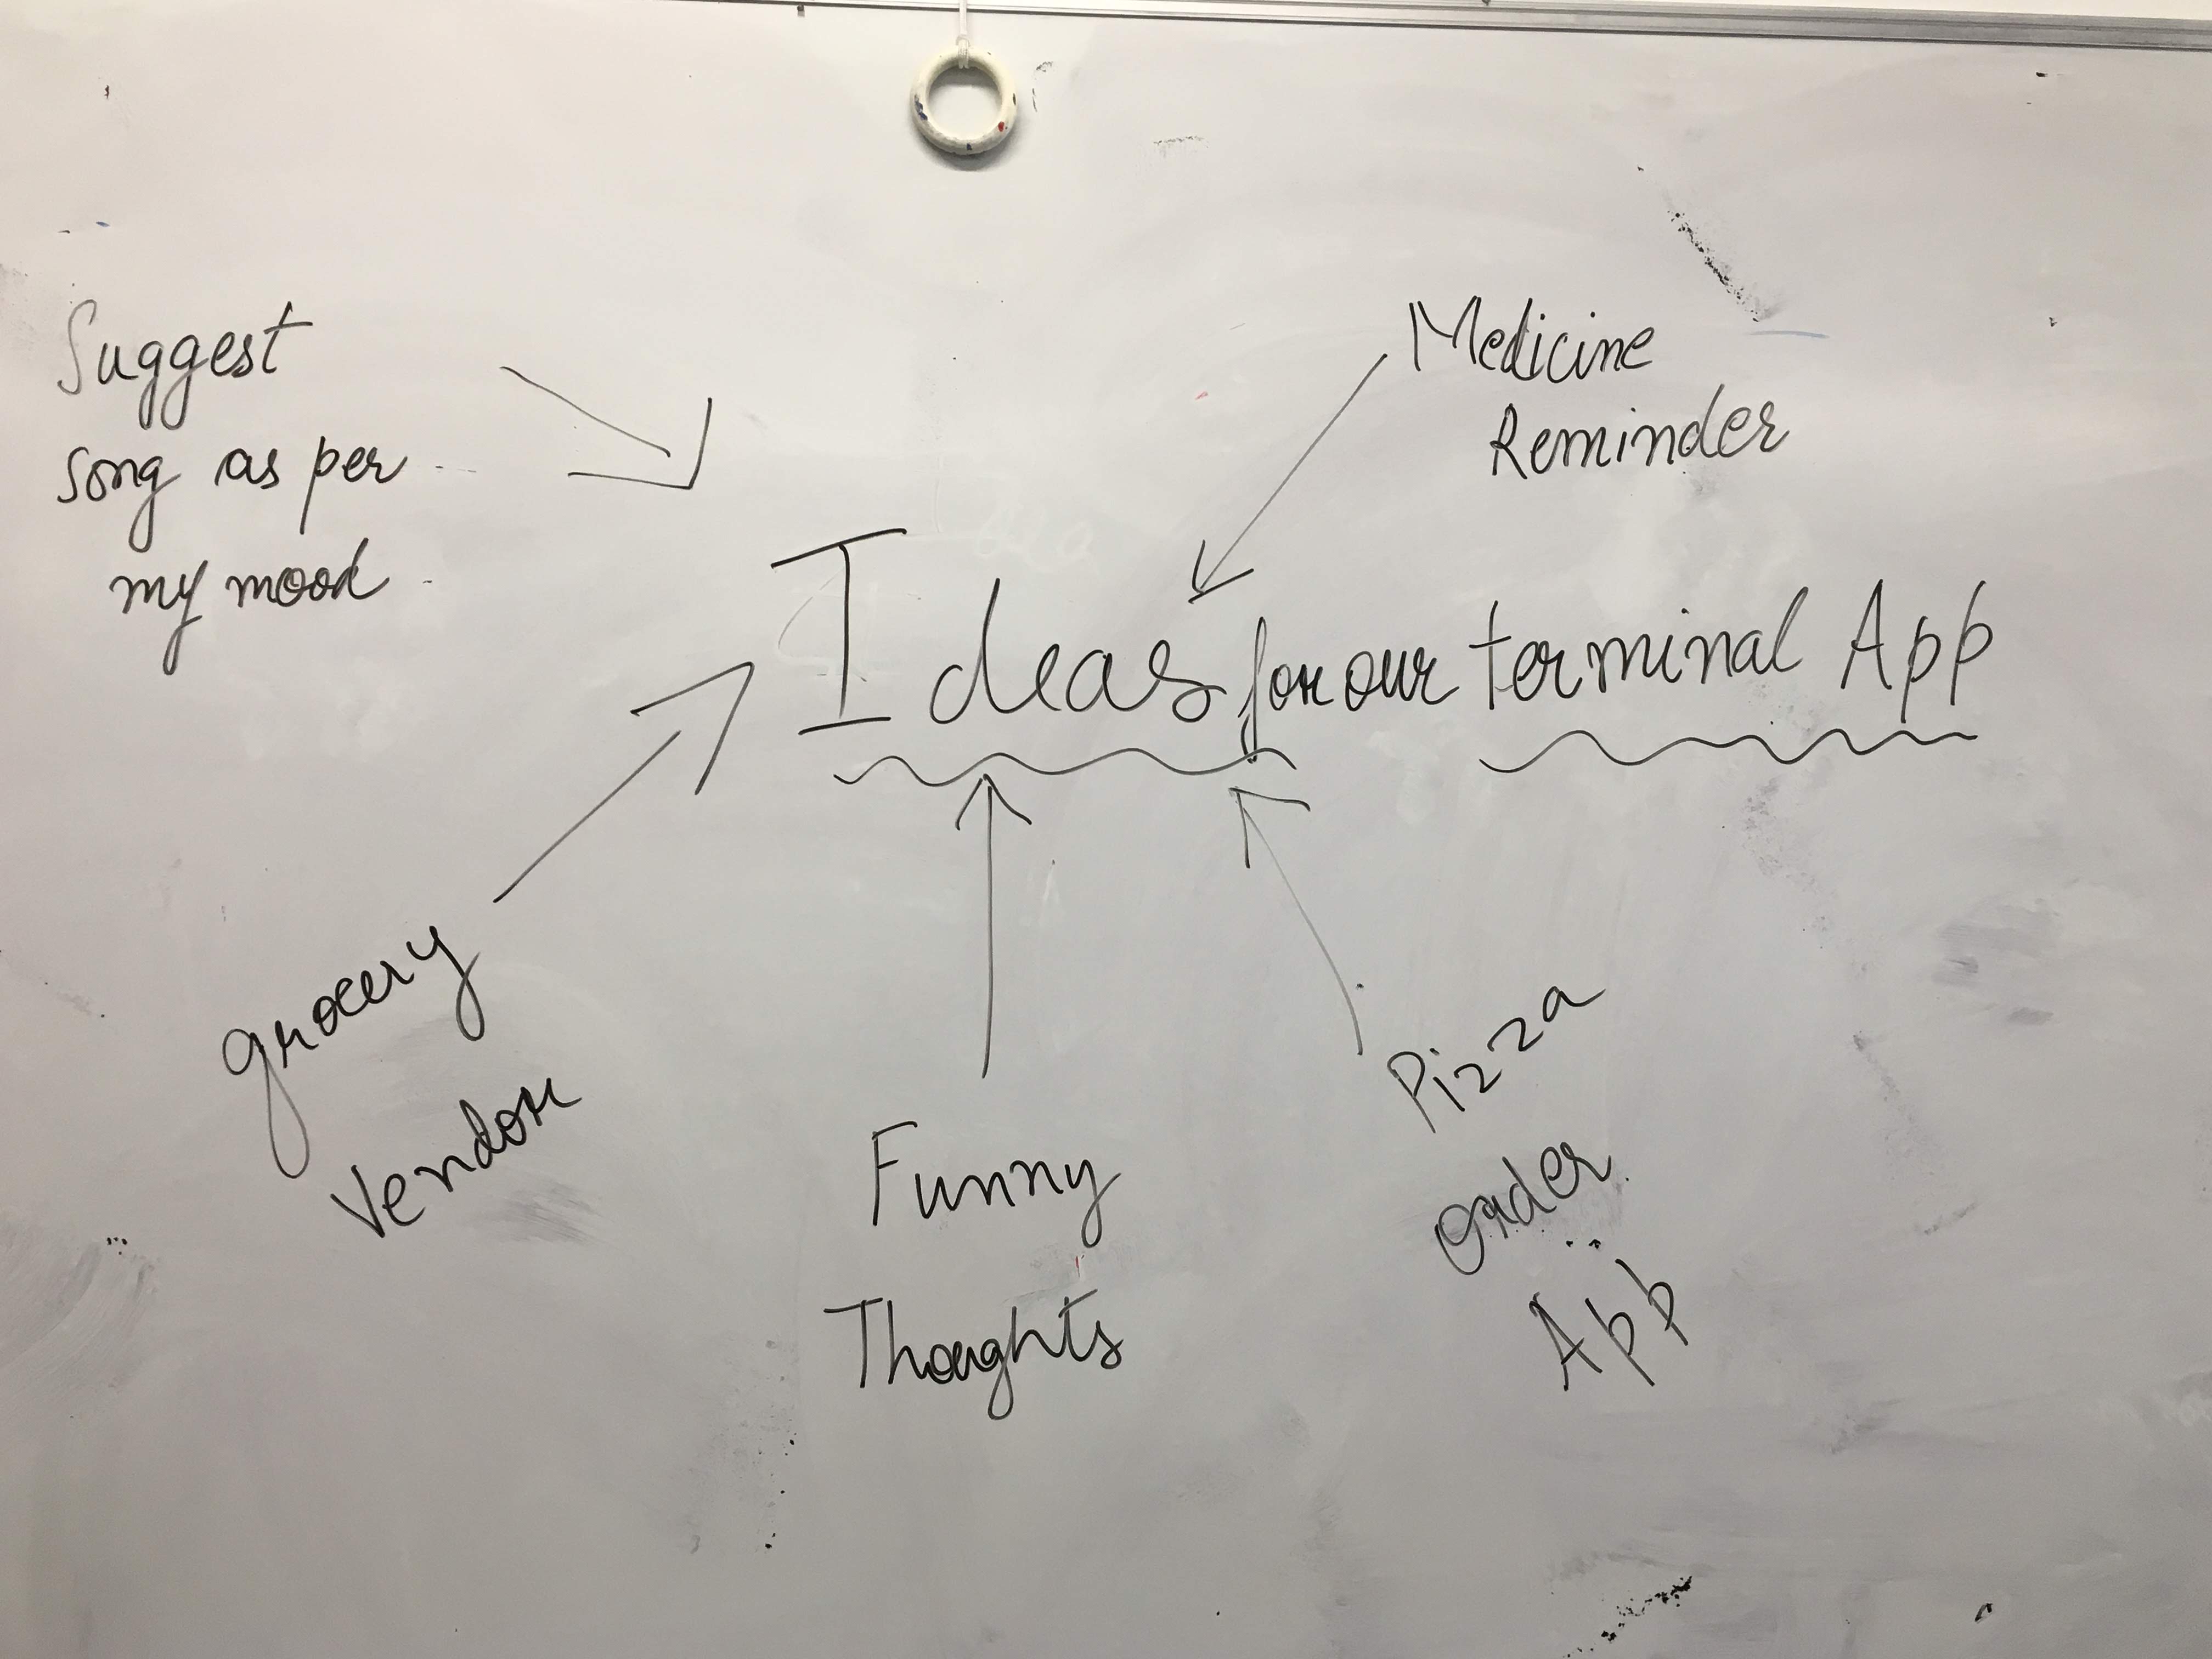 Suggest
song as per
my mood
Medicine
Reminder
Ideas for our terminal App
grocery
Vendor
Funny
Thoughts
Pizza
order
App